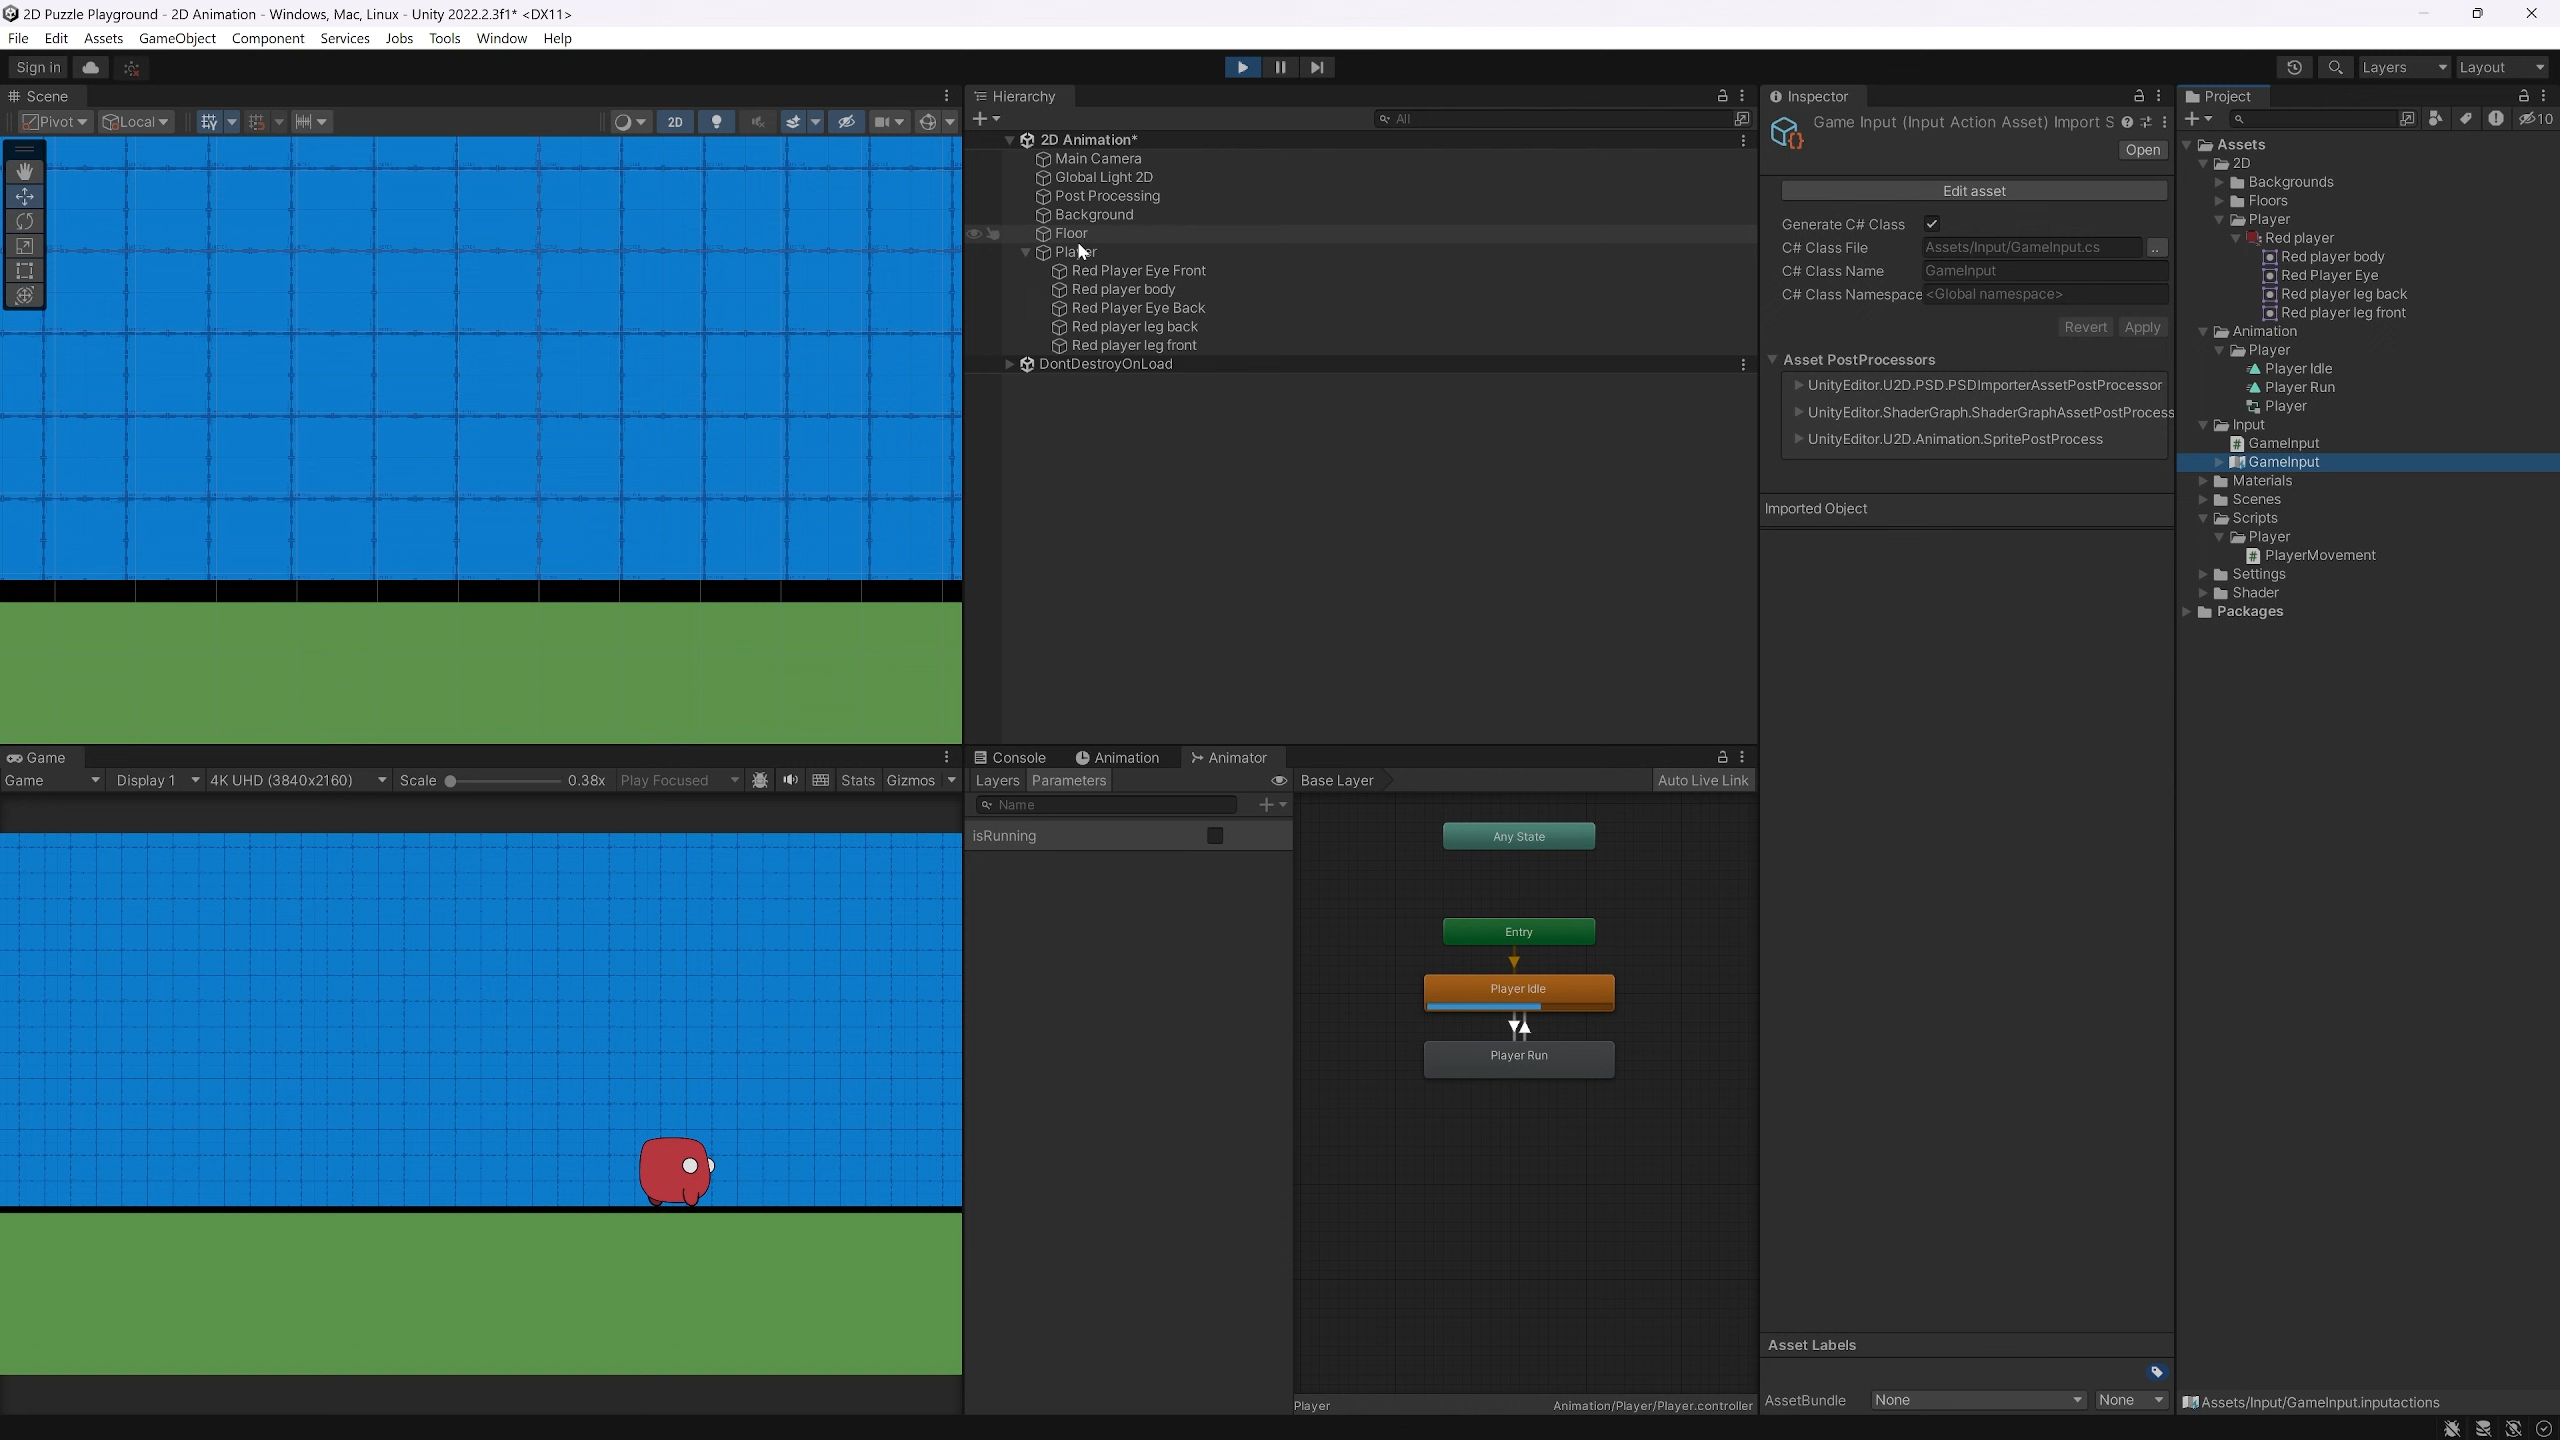 2D Puzzle Playground - 2D Animation - Windows, Mac, Linux - Unity 2022.2.3f1* <DX11>
File Edit Assets GameObject Component Services Jobs Tools Window Help
Sign in
Layers
Layout
Scene
Pivot Local
2D
Hierarchy
All
2D Animation*
Main Camera
Global Light 2D
Post Processing
Background
Floor
Player
Red Player Eye Front
Red player body
Red Player Eye Back
Red player leg back
Red player leg front
DontDestroyOnLoad
Inspector
Game Input (Input Action Asset) Import S
Open
Edit asset
Generate C# Class
C# Class File Assets/Input/GameInput.cs ..
C# Class Name GameInput
C# Class Namespace <Global namespace>
Revert Apply
Asset PostProcessors
UnityEditor.U2D.PSD.PSDImporterAssetPostProcessor
UnityEditor.ShaderGraph.ShaderGraphAssetPostProcess
UnityEditor.U2D.Animation.SpritePostProcess
Imported Object
Asset Labels
AssetBundle None None
Project
10
Assets
2D
Backgrounds
Floors
Player
Red player
Red player body
Red Player Eye
Red player leg back
Red player leg front
Animation
Player
Player Idle
Player Run
Player
Input
GameInput
GameInput
Materials
Scenes
Scripts
Player
PlayerMovement
Settings
Shader
Packages
Assets/Input/GameInput.inputactions
Game
Game Display 1 4K UHD (3840x2160) Scale 0.38x Play Focused Stats Gizmos
Console Animation Animator
Layers Parameters Base Layer Auto Live Link
Name
isRunning
Any State
Entry
Player Idle
Player Run
Player Animation/Player/Player.controller